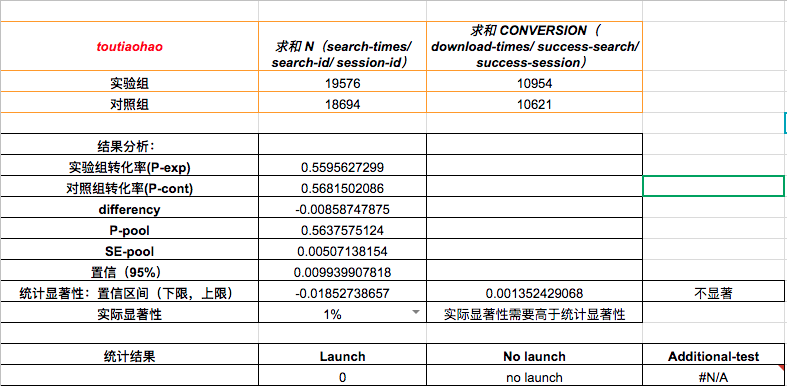 toutiaohao
求和 N（search-times/
search-id/ session-id）
求和 CONVERSION（
download-times/ success-search/
success-session）
实验组 19576 10954
对照组 18694 10621
结果分析：
实验组转化率(P-exp) 0.5595627299
对照组转化率(P-cont) 0.5681502086
differency -0.00858747875
P-pool 0.5637575124
SE-pool 0.00507138154
置信（95%） 0.009939907818
统计显著性：置信区间（下限，上限） -0.01852738657 0.001352429068 不显著
实际显著性 1% 实际显著性需要高于统计显著性
统计结果 Launch No launch Additional-test
0 no launch #N/A